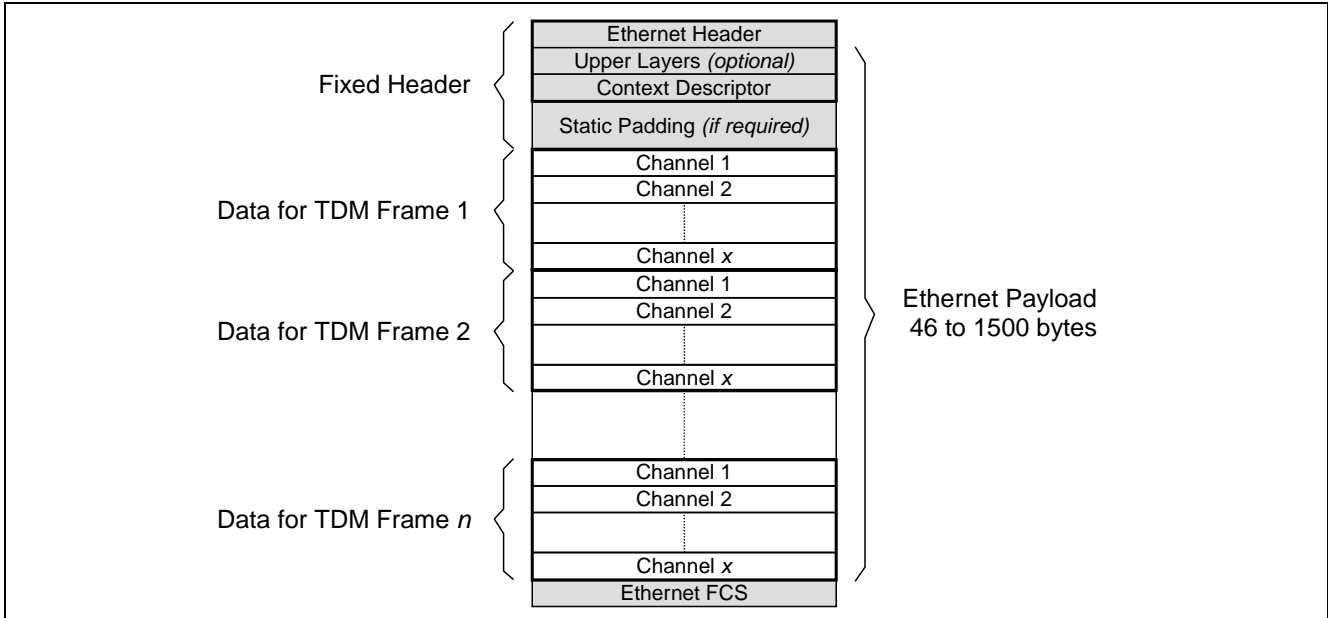 Ethernet Header
Upper Layers (optional)
Context Descriptor
Static Padding (if required)
Fixed Header
Channel 1
Channel 2
Channel x
Data for TDM Frame 1
Channel 1
Channel 2
Channel x
Data for TDM Frame 2
Channel 1
Channel 2
Channel x
Data for TDM Frame n
Ethernet FCS
Ethernet Payload
46 to 1500 bytes